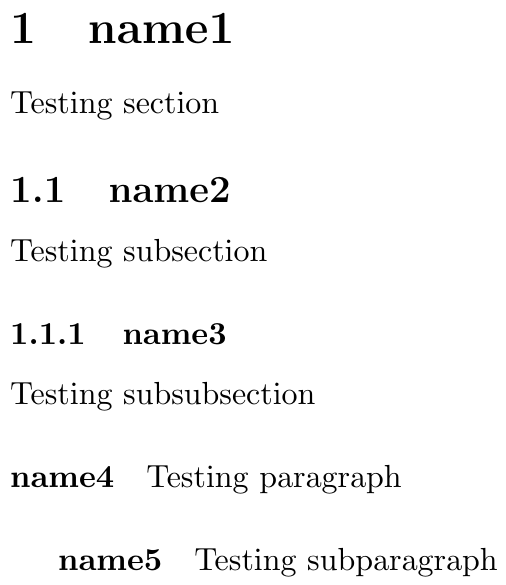 1 name1
Testing section
1.1 name2
Testing subsection
1.1.1 name3
Testing subsubsection
name4 Testing paragraph
name5 Testing subparagraph